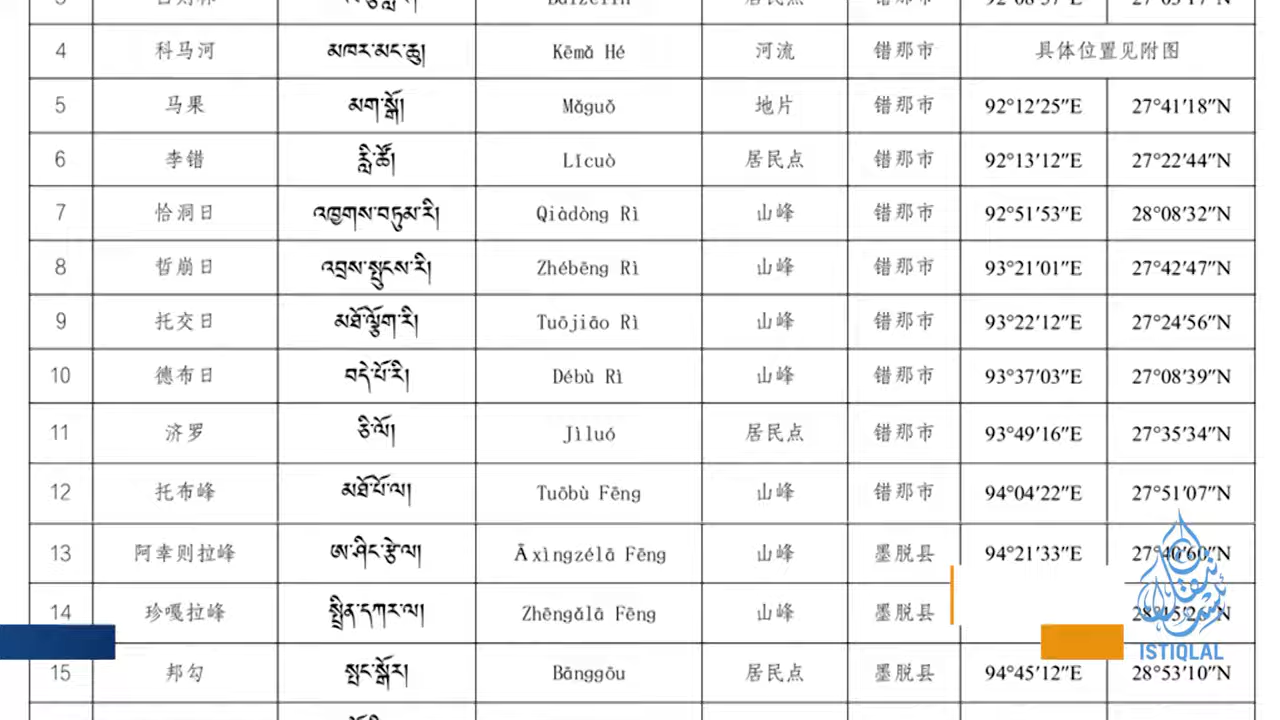 4 科马河 མཁར་མང་ཆུ། Kēmǎ Hé 河流 错那市 具体位置见附图
5 马果 མག་སྒོ། Mǎguǒ 地片 错那市 92°12′25″E 27°41′18″N
6 李错 རླི་ཚོ། Lǐcuò 居民点 错那市 92°13′12″E 27°22′44″N
7 恰洞日 འཁྱགས་བཏུམ་རི། Qiàdòng Rì 山峰 错那市 92°51′53″E 28°08′32″N
8 哲崩日 འབྲས་སྤུངས་རི། Zhébēng Rì 山峰 错那市 93°21′01″E 27°42′47″N
9 托交日 མཐོ་ལྕོག་རི། Tuōjiāo Rì 山峰 错那市 93°22′12″E 27°24′56″N
10 德布日 བདེ་པོ་རི། Débù Rì 山峰 错那市 93°37′03″E 27°08′39″N
11 济罗 ཅི་ལོ། Jìluó 居民点 错那市 93°49′16″E 27°35′34″N
12 托布峰 མཐོ་པོ་ལ། Tuōbù Fēng 山峰 错那市 94°04′22″E 27°51′07″N
13 阿幸则拉峰 ཨ་ཤིང་རྩེ་ལ། Āxìngzélā Fēng 山峰 墨脱县 94°21′33″E 27°40′60″N
14 珍嘎拉峰 སྤྲིན་དཀར་ལ། Zhēngǎlā Fēng 山峰 墨脱县 28°15′26″N
15 邦勾 སྤང་སྒོར། Bānggōu 居民点 墨脱县 94°45′12″E 28°53′10″N
ISTIQLAL